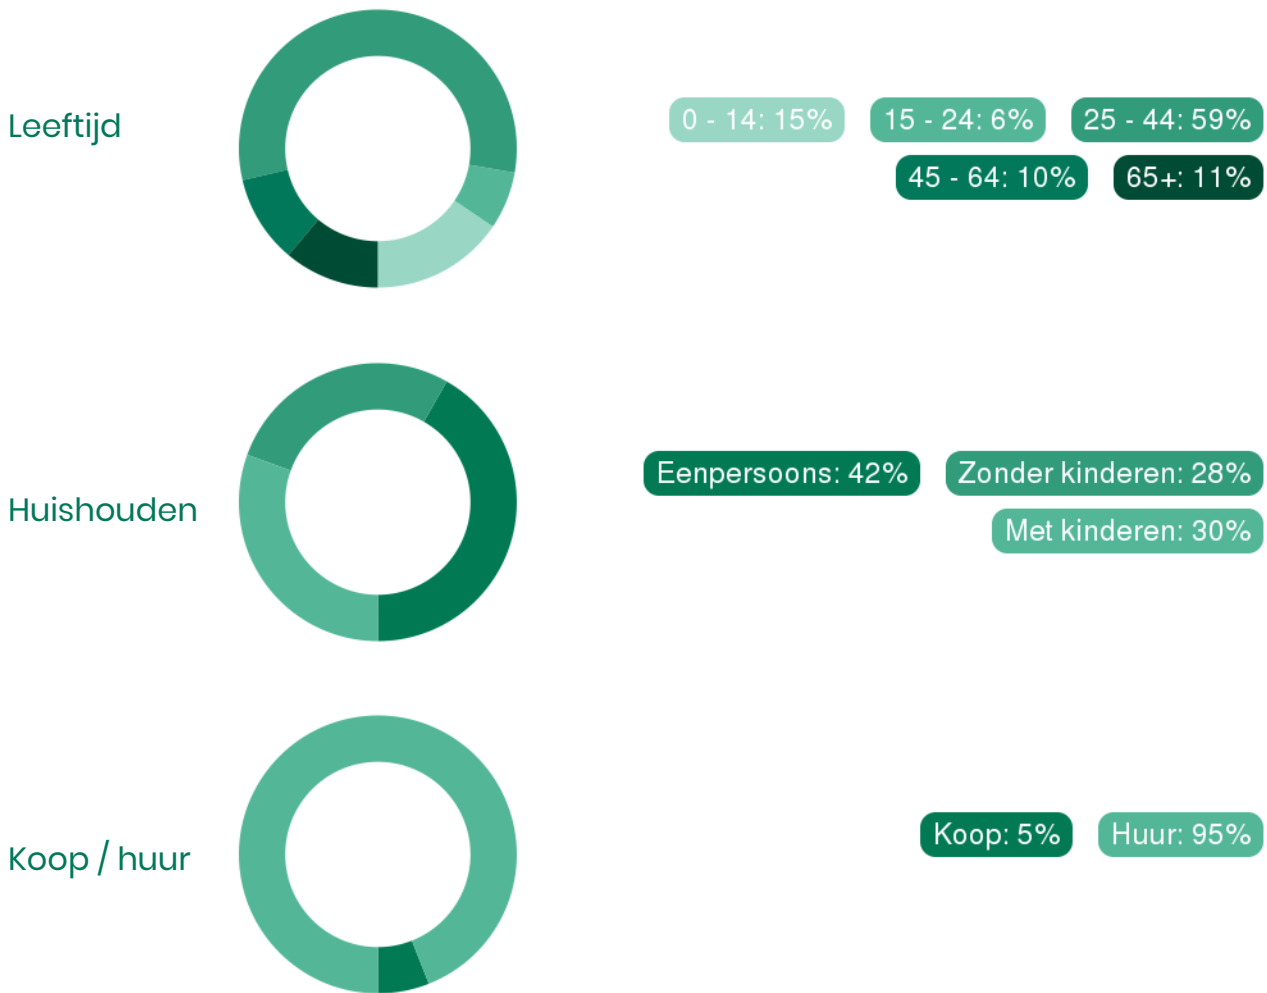 Leeftijd
0 - 14: 15% 15 - 24: 6% 25 - 44: 59%
45 - 64: 10% 65+: 11%
Huishouden
Eenpersoons: 42% Zonder kinderen: 28%
Met kinderen: 30%
Koop / huur
Koop: 5% Huur: 95%